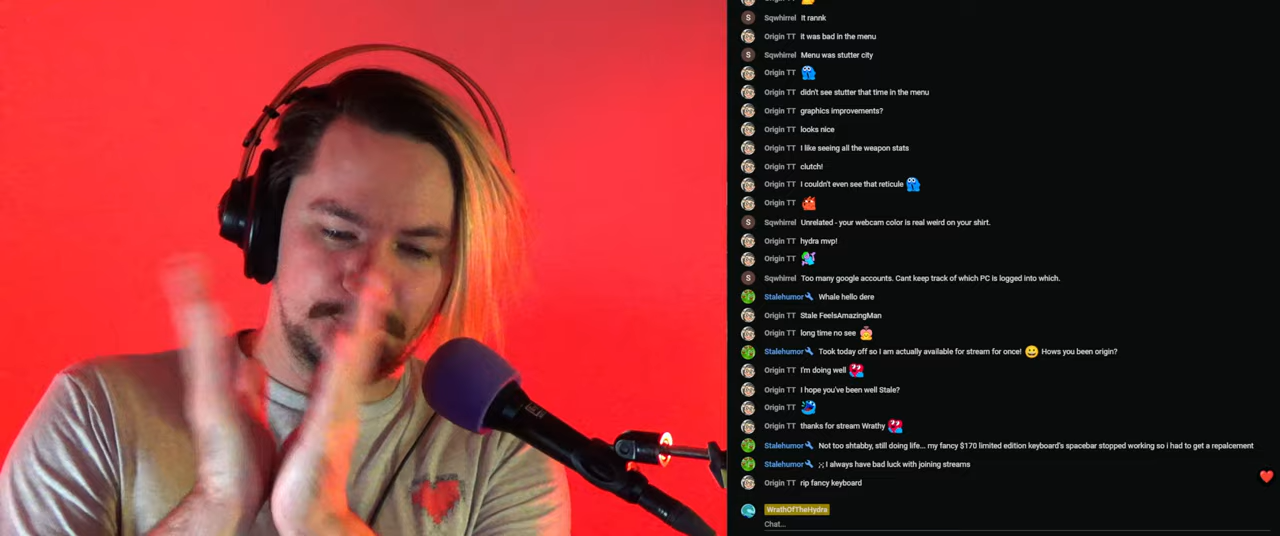 Sqwhirrel It rannk
Origin TT it was bad in the menu
Sqwhirrel Menu was stutter city
Origin TT
Origin TT didn't see stutter that time in the menu
Origin TT graphics improvements?
Origin TT looks nice
Origin TT I like seeing all the weapon stats
Origin TT clutch!
Origin TT I couldn't even see that reticule
Origin TT
S Sqwhirrel Unrelated - your webcam color is real weird on your shirt.
Origin TT hydra mvp!
Origin TT
S Sqwhirrel Too many google accounts. Cant keep track of which PC is logged into which.
Stalehumor Whale hello dere
Origin TT Stale FeelsAmazingMan
Origin TT long time no see
Stalehumor Took today off so I am actually available for stream for once! 😀 Hows you been origin?
Origin TT I'm doing well
Origin TT I hope you've been well Stale?
Origin TT
Origin TT thanks for stream Wrathy
Stalehumor Not too shtabby, still doing life... my fancy $170 limited edition keyboard's spacebar stopped working so i had to get a repalcement
Stalehumor ;-; I always have bad luck with joining streams
Origin TT rip fancy keyboard
WrathOfTheHydra
Chat...